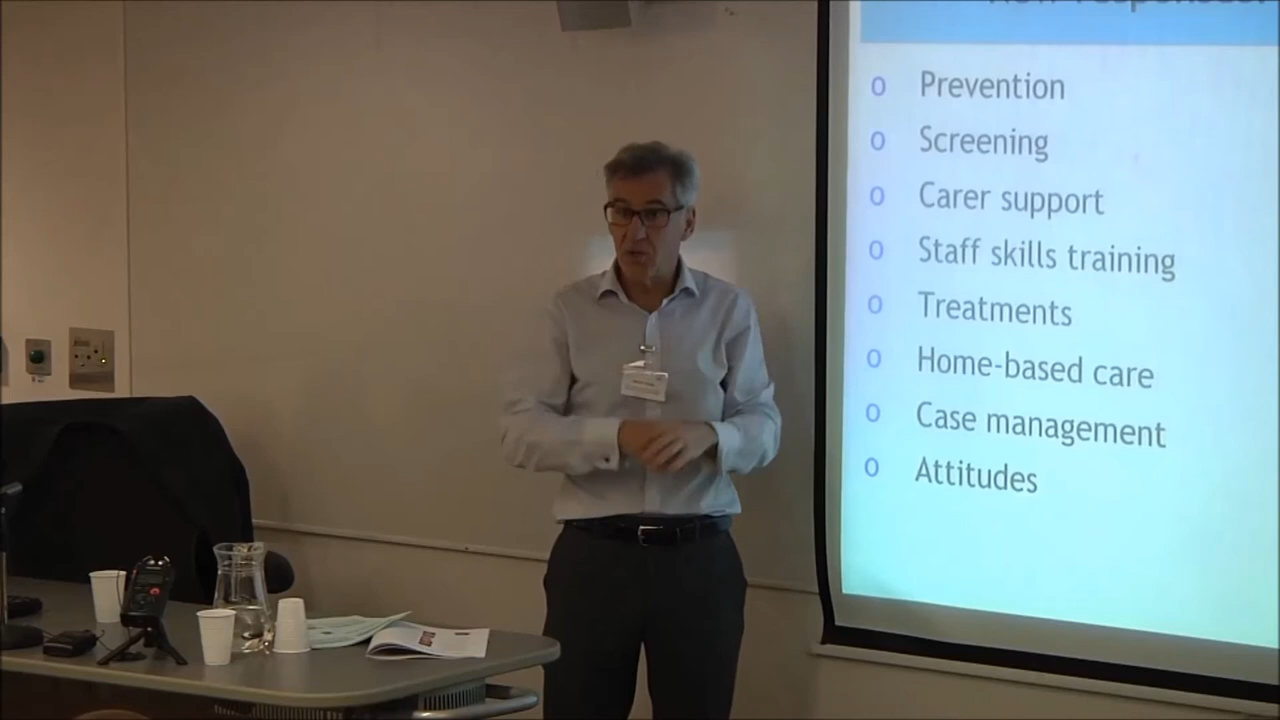 Prevention
Screening
Carer support
Staff skills training
Treatments
Home-based care
Case management
Attitudes